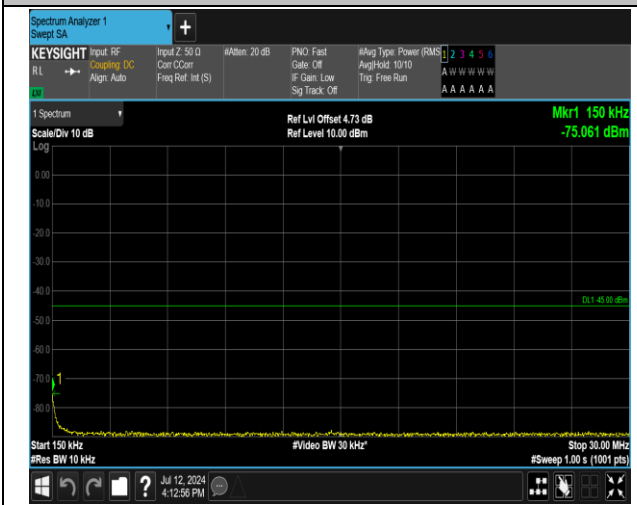 Spectrum Analyzer 1
Swept SA
+
KEYSIGHT Input: RF Input Z: 50 Ω #Atten: 20 dB PNO: Fast #Avg Type: Power (RMS 1 2 3 4 5 6
RL Coupling: DC Corr CCorr Gate: Off Avg|Hold: 10/10 A W W W W W
Align: Auto Freq Ref: Int (S) IF Gain: Low Trig: Free Run
Sig Track: Off A A A A A A
LXI
1 Spectrum Ref Lvl Offset 4.73 dB Mkr1 150 kHz
Scale/Div 10 dB Ref Level 10.00 dBm -75.061 dBm
Log
0.00
-10.0
-20.0
-30.0
-40.0
DL1 -45.00 dBm
-50.0
-60.0
-70.0
1
-80.0
Start 150 kHz #Video BW 30 kHz* Stop 30.00 MHz
#Res BW 10 kHz #Sweep 1.00 s (1001 pts)
? Jul 12, 2024
4:12:56 PM